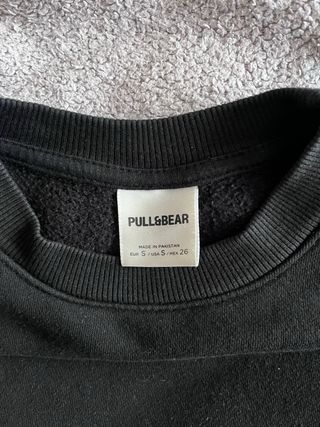 PULL&BEAR
MADE IN PAKISTAN
EUR S / USA S / MEX 26